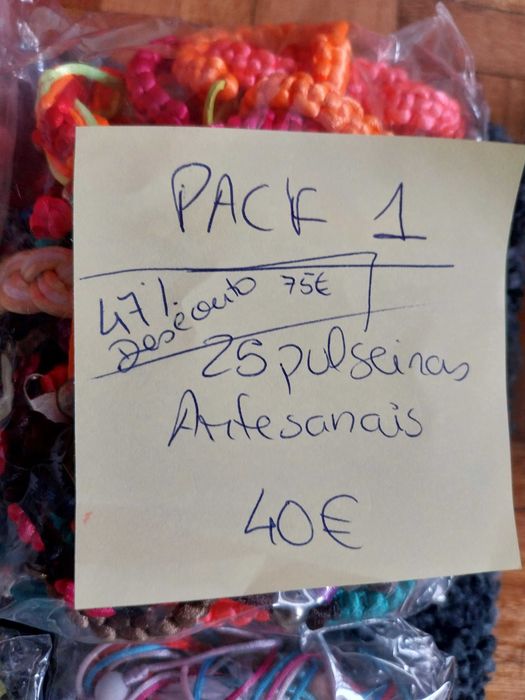 PACK 1
47% 75€
Desconto
25 pulseiras
Artesanais
40€